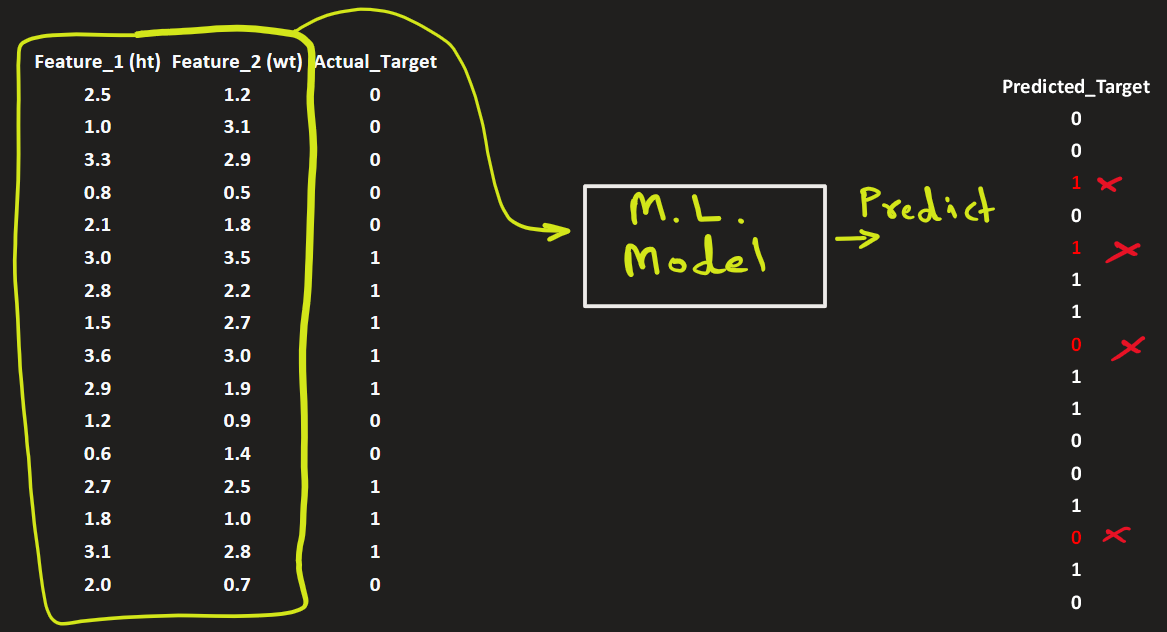 Feature_1 (ht) Feature_2 (wt) Actual_Target
2.5 1.2 0
1.0 3.1 0
3.3 2.9 0
0.8 0.5 0
2.1 1.8 0
3.0 3.5 1
2.8 2.2 1
1.5 2.7 1
3.6 3.0 1
2.9 1.9 1
1.2 0.9 0
0.6 1.4 0
2.7 2.5 1
1.8 1.0 1
3.1 2.8 1
2.0 0.7 0
M. L.
Model
Predict
Predicted_Target
0
0
1
0
1
1
1
0
1
1
0
0
1
0
1
0